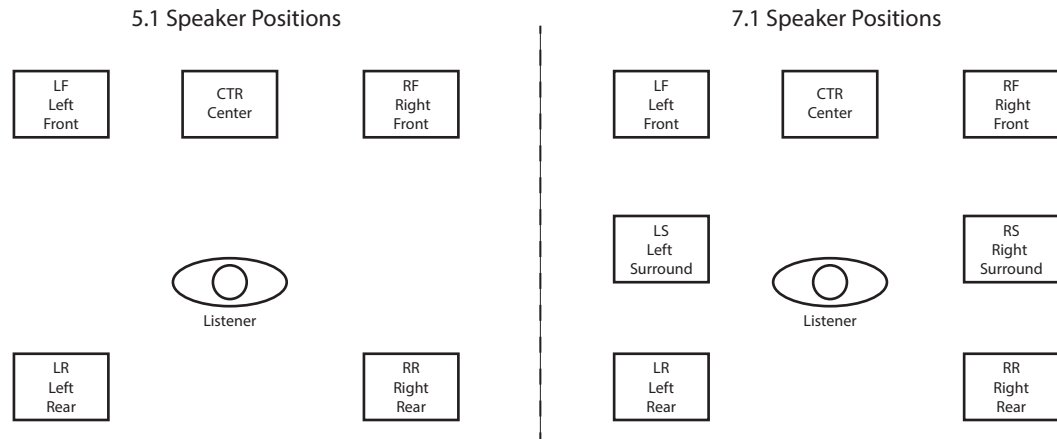 5.1 Speaker Positions
LF
Left
Front
CTR
Center
RF
Right
Front
Listener
LR
Left
Rear
RR
Right
Rear
7.1 Speaker Positions
LF
Left
Front
CTR
Center
RF
Right
Front
LS
Left
Surround
RS
Right
Surround
Listener
LR
Left
Rear
RR
Right
Rear